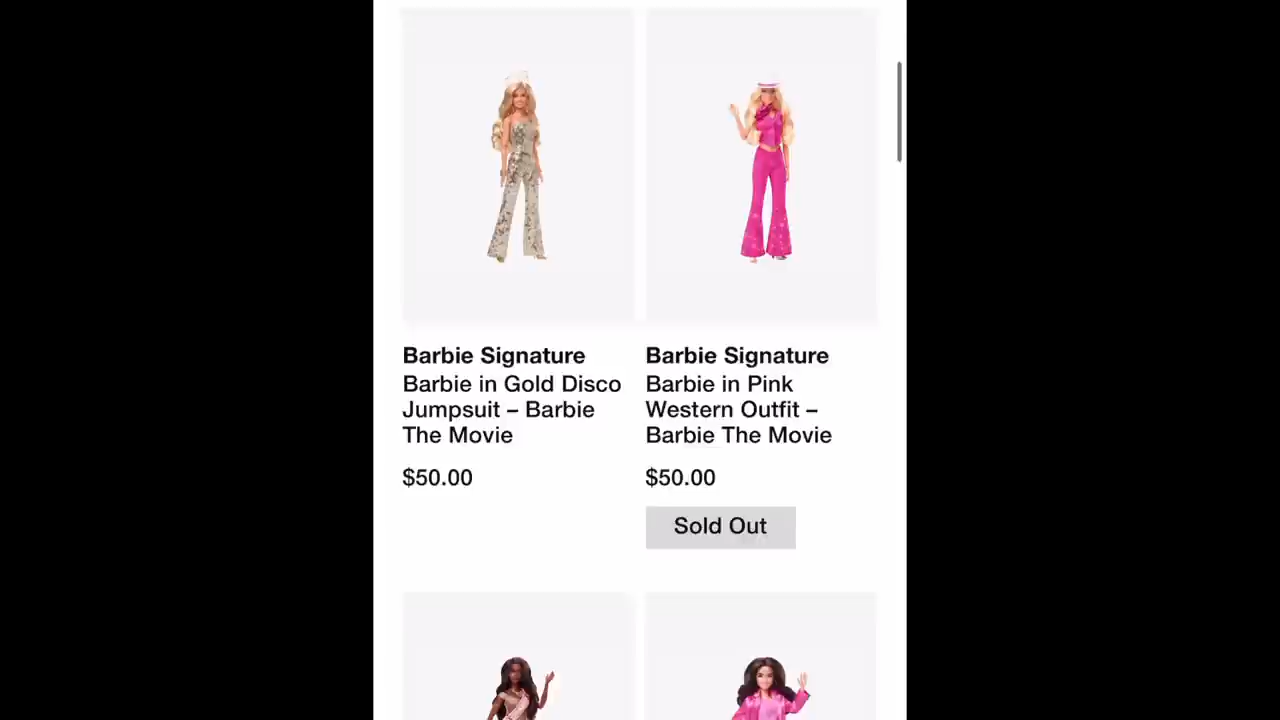 Barbie Signature
Barbie in Gold Disco
Jumpsuit – Barbie
The Movie
$50.00
Barbie Signature
Barbie in Pink
Western Outfit –
Barbie The Movie
$50.00
Sold Out